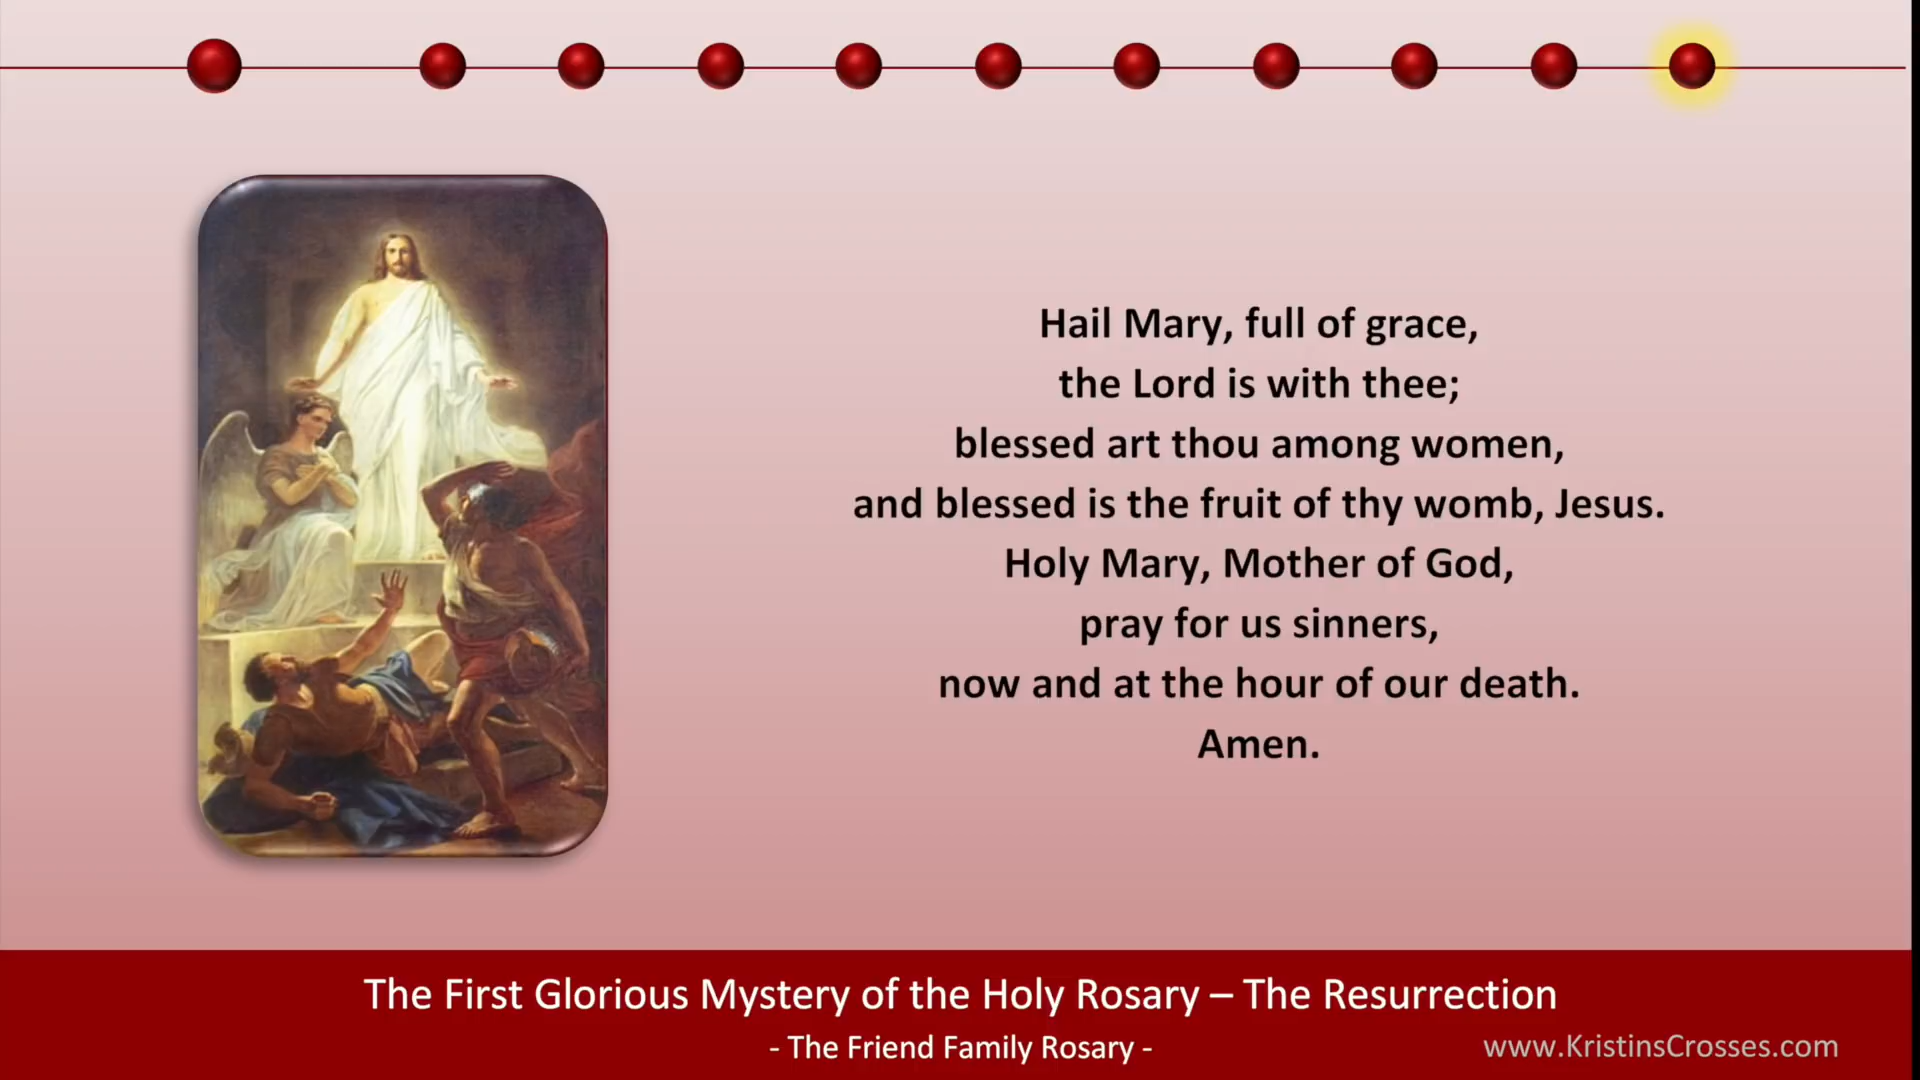 Hail Mary, full of grace,
the Lord is with thee;
blessed art thou among women,
and blessed is the fruit of thy womb, Jesus.
Holy Mary, Mother of God,
pray for us sinners,
now and at the hour of our death.
Amen.
The First Glorious Mystery of the Holy Rosary – The Resurrection
- The Friend Family Rosary -
www.KristinsCrosses.com